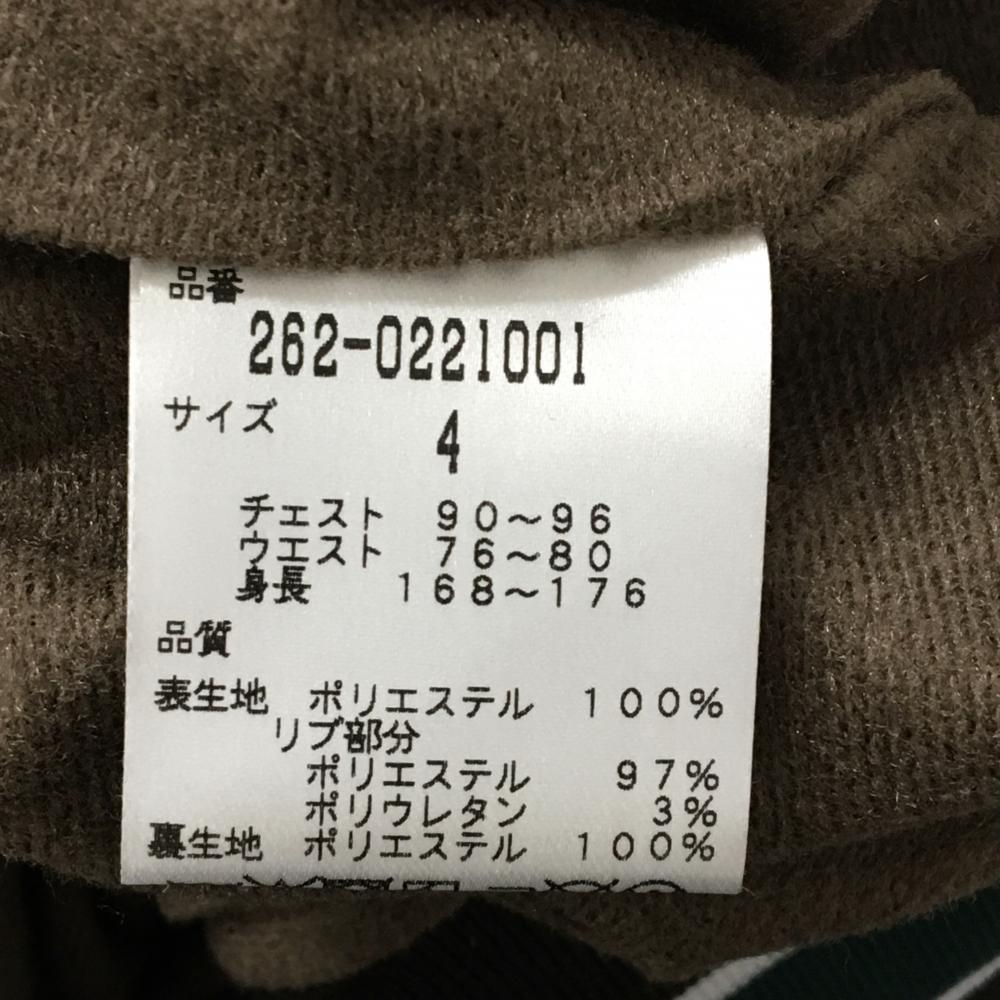 品番
262-0221001
サイズ 4
チェスト 90～96
ウエスト 76～80
身長 168～176
品質
表生地 ポリエステル 100%
リブ部分
ポリエステル 97%
ポリウレタン 3%
裏生地 ポリエステル 100%